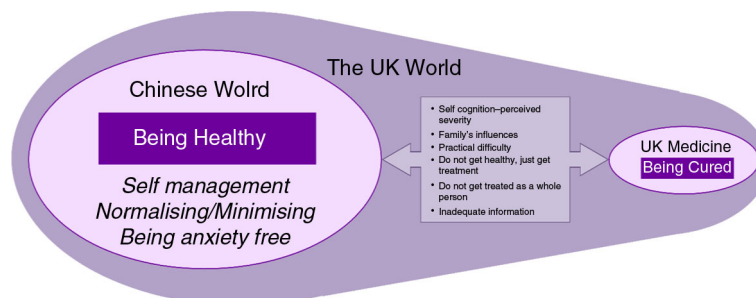 The UK World
Chinese Wolrd
Being Healthy
Self management
Normalising/Minimising
Being anxiety free
• Self cognition–perceived
severity
• Family's influences
• Practical difficulty
• Do not get healthy, just get
treatment
• Do not get treated as a whole
person
• Inadequate information
UK Medicine
Being Cured